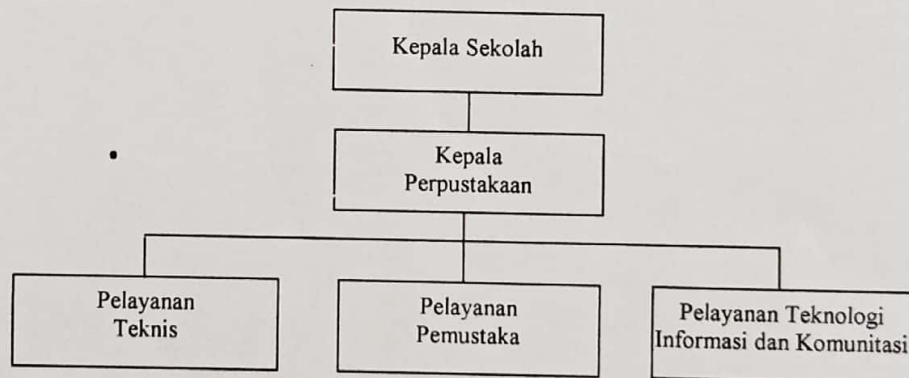 Kepala Sekolah
Kepala
Perpustakaan
Pelayanan
Teknis
Pelayanan
Pemustaka
Pelayanan Teknologi
Informasi dan Komunitasi